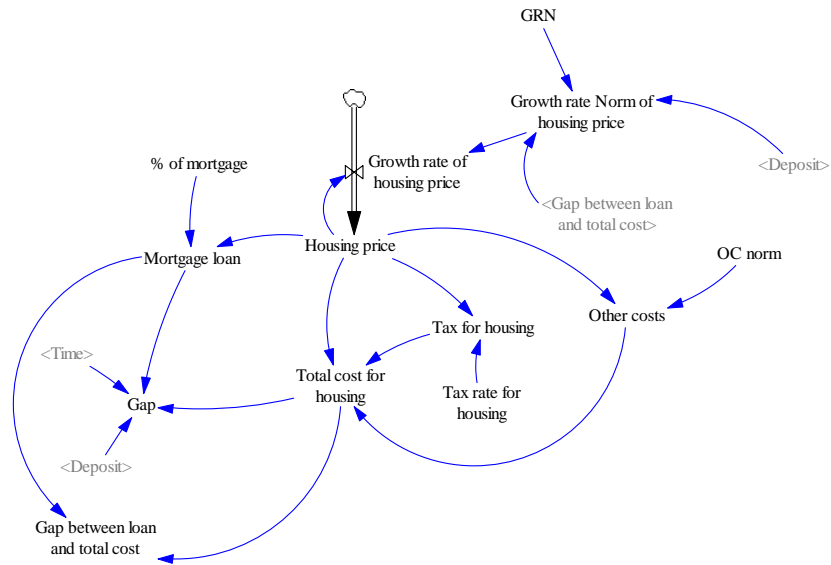 GRN
Growth rate Norm of
housing price
<Deposit>
% of mortgage
Growth rate of
housing price
<Gap between loan
and total cost>
Mortgage loan
Housing price
OC norm
Other costs
Tax for housing
<Time>
Total cost for
housing
Tax rate for
housing
Gap
<Deposit>
Gap between loan
and total cost